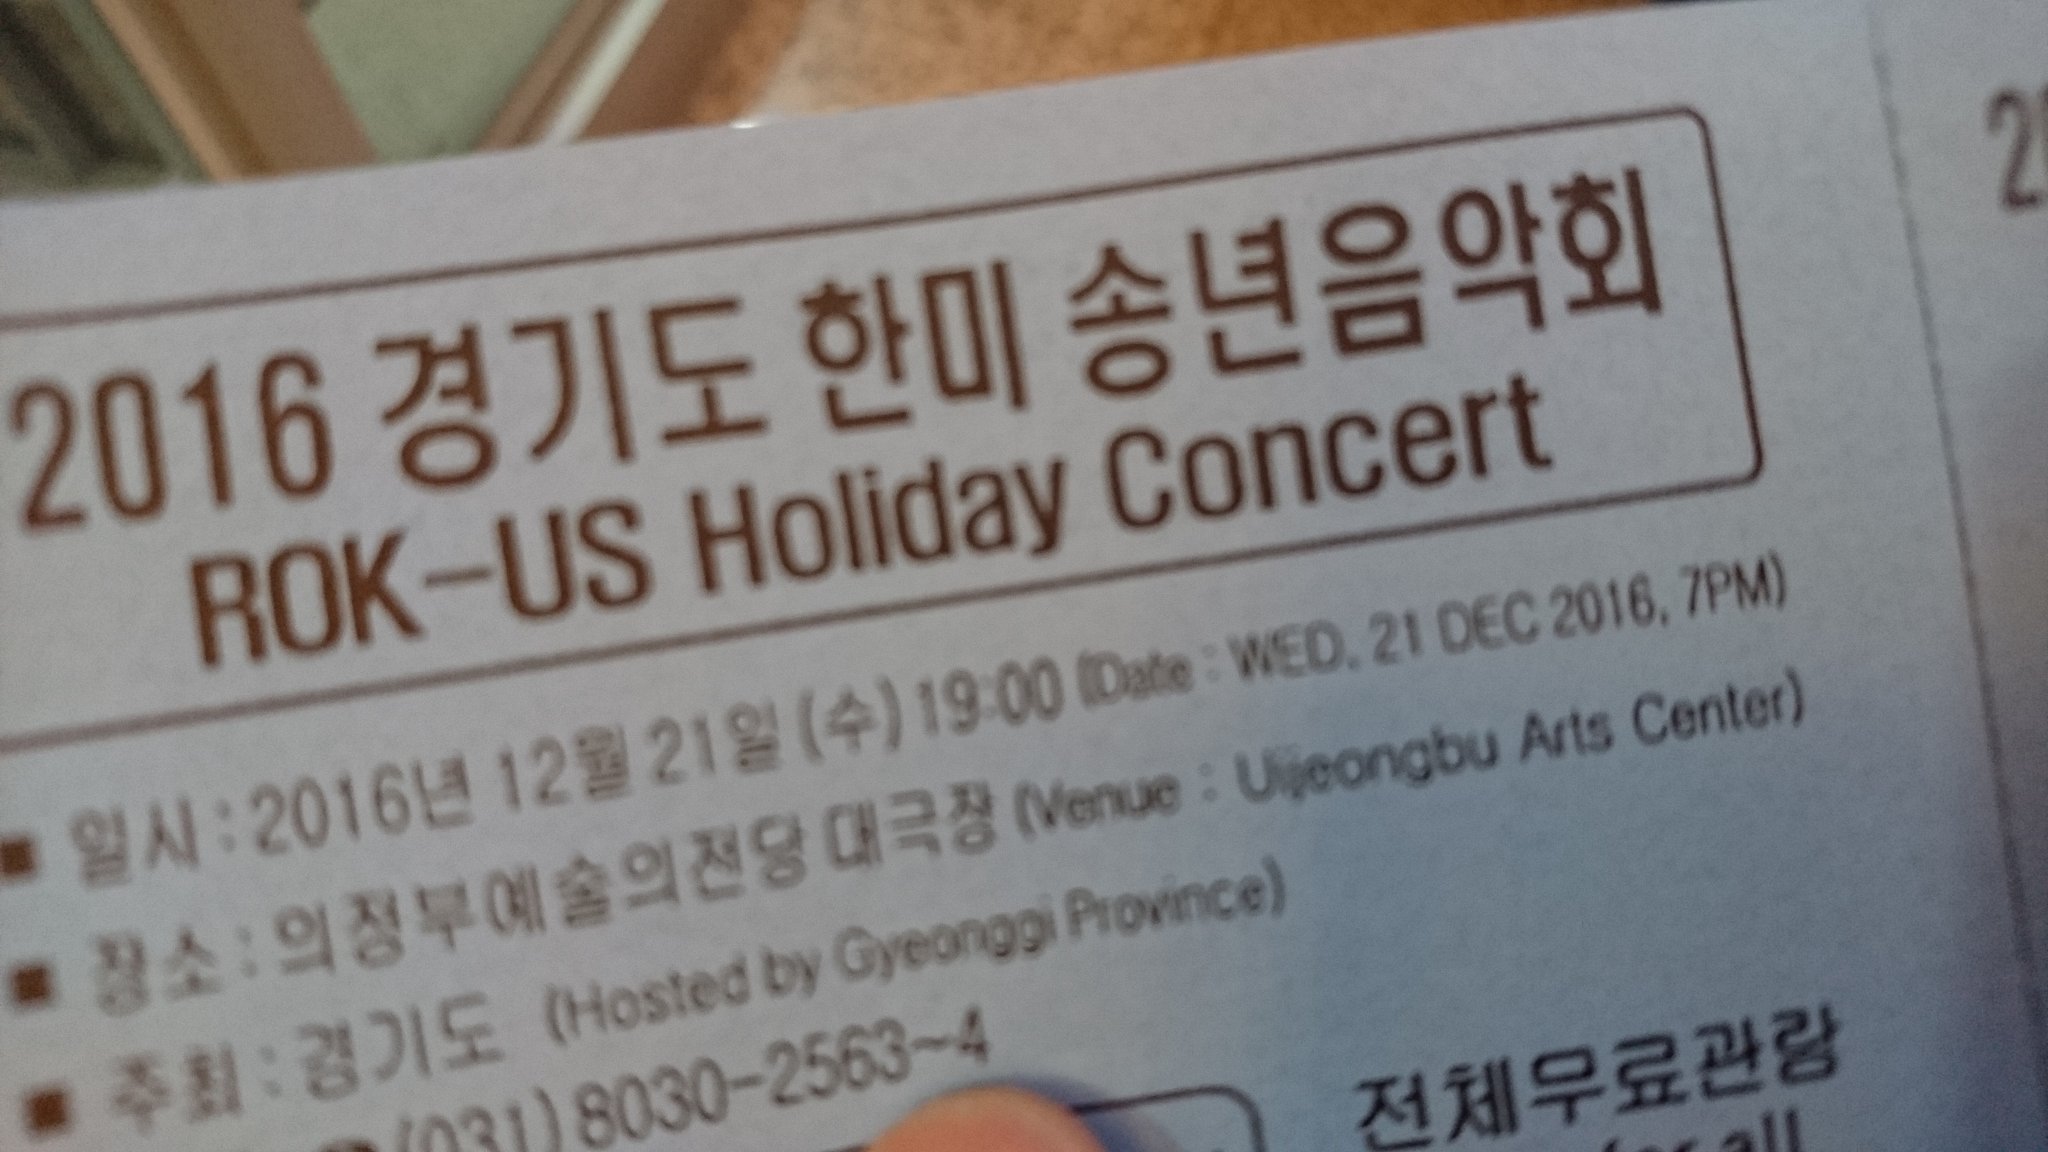 2016 경기도 한미 송년음악회
ROK-US Holiday Concert
■ 일시 : 2016년 12월 21일 (수) 19:00 (Date : WED. 21 DEC 2016, 7PM)
■ 장소 : 의정부예술의전당 대극장 (Venue : Uijeongbu Arts Center)
■ 주최 : 경기도 (Hosted by Gyeonggi Province)
(031) 8030-2563~4
전체무료관람
for all